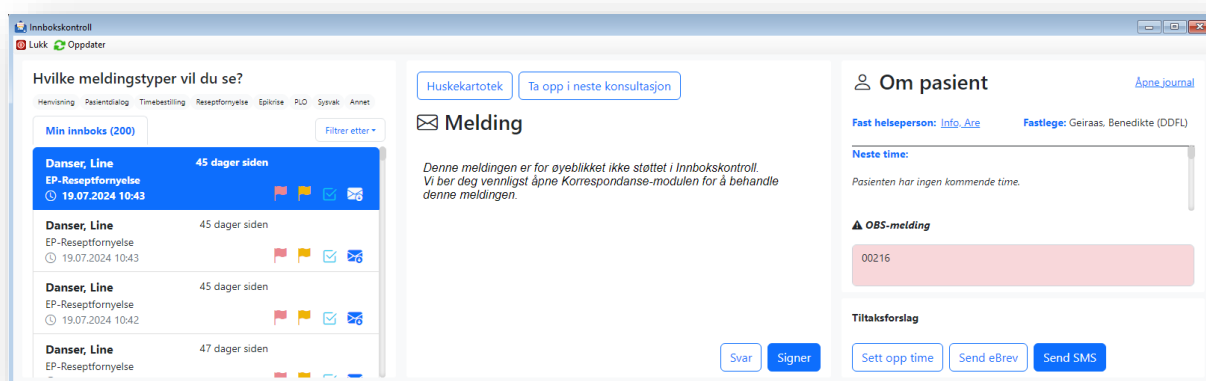 Innbokskontroll
Lukk Oppdater
Hvilke meldingstyper vil du se?
Henvisning Pasientdialog Timebestilling Reseptfornyelse Epikrise PLO Sysvak Annet
Min innboks (200)
Filtrer etter
Danser, Line 45 dager siden
EP-Reseptfornyelse
19.07.2024 10:43
Danser, Line 45 dager siden
EP-Reseptfornyelse
19.07.2024 10:43
Danser, Line 45 dager siden
EP-Reseptfornyelse
19.07.2024 10:42
Danser, Line 47 dager siden
EP-Reseptfornyelse
Huskekartotek Ta opp i neste konsultasjon
Melding
Denne meldingen er for øyeblikket ikke støttet i Innbokskontroll.
Vi ber deg vennligst åpne Korrespondanse-modulen for å behandle
denne meldingen.
Svar Signer
Om pasient
Åpne journal
Fast helseperson: Info, Are Fastlege: Geiraas, Benedikte (DDFL)
Neste time:
Pasienten har ingen kommende time.
OBS-melding
00216
Tiltaksforslag
Sett opp time Send eBrev Send SMS